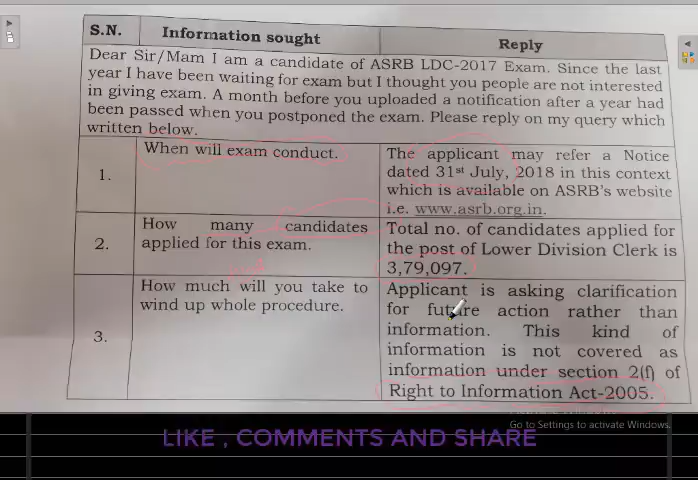 S.N.
Information sought
Reply
Dear Sir/Mam I am a candidate of ASRB LDC-2017 Exam. Since the last
year I have been waiting for exam but I thought you people are not interested
in giving exam. A month before you uploaded a notification after a year had
been passed when you postponed the exam. Please reply on my query which
written below.
1.
When will exam conduct.
The applicant may refer a Notice
dated 31st July, 2018 in this context
which is available on ASRB's website
i.e. www.asrb.org.in.
2.
How many candidates
applied for this exam.
Total no. of candidates applied for
the post of Lower Division Clerk is
3,79,097.
3.
How much will you take to
wind up whole procedure.
Applicant is asking clarification
for future action rather than
information. This kind of
information is not covered as
information under section 2(f) of
Right to Information Act-2005.
Go to Settings to activate Windows.
LIKE , COMMENTS AND SHARE